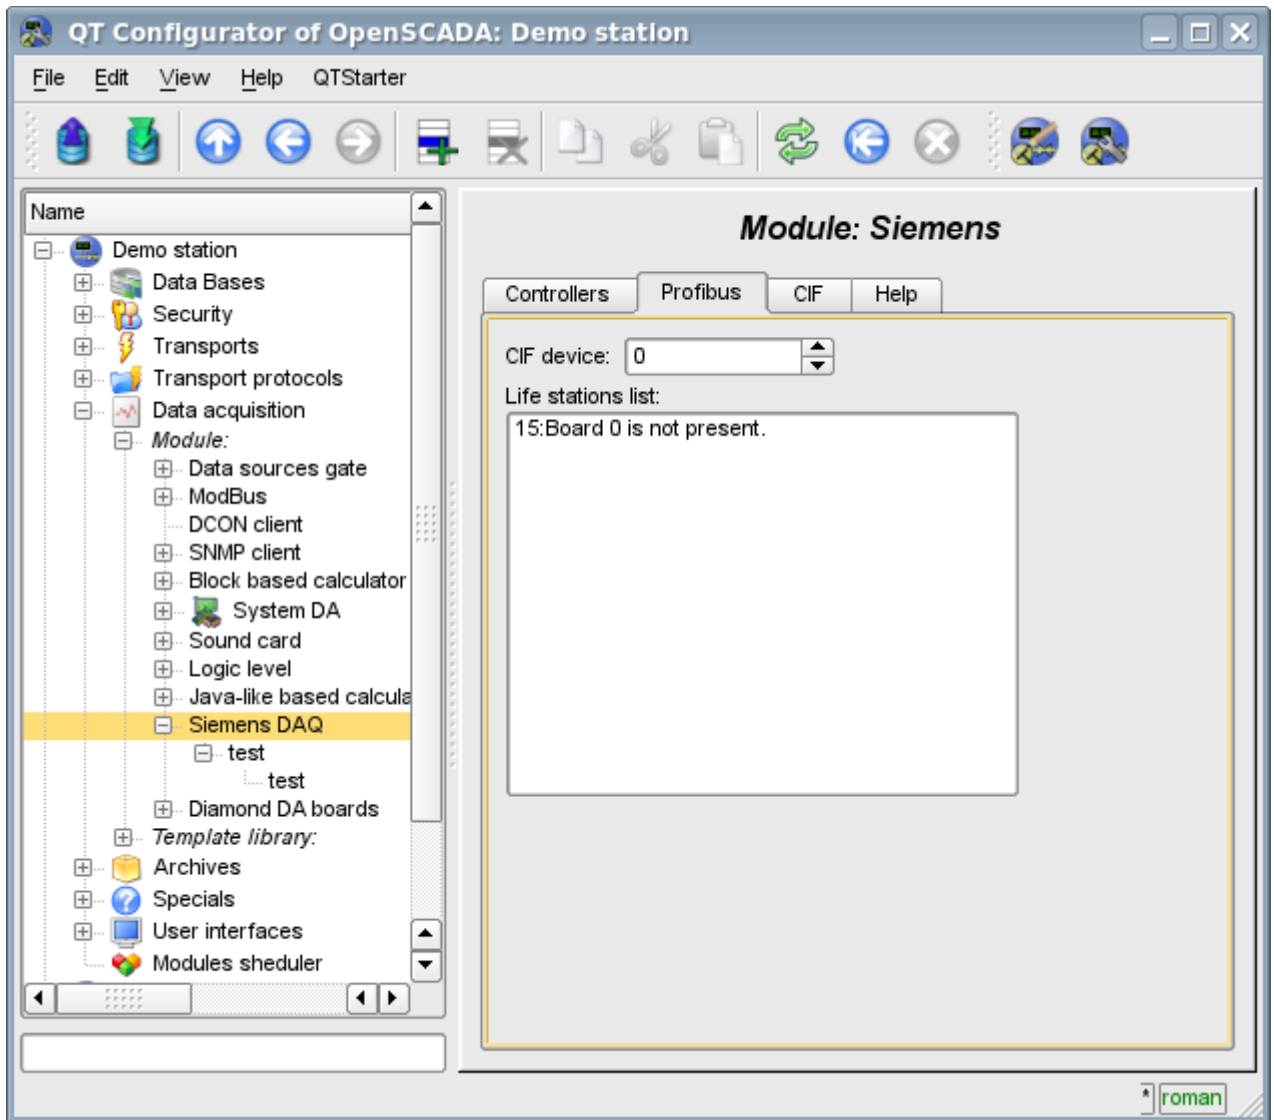 QT Configurator of OpenSCADA: Demo station
File Edit View Help QTStarter
Name
Demo station
Data Bases
Security
Transports
Transport protocols
Data acquisition
Module:
Data sources gate
ModBus
DCON client
SNMP client
Block based calculator
System DA
Sound card
Logic level
Java-like based calcula
Siemens DAQ
test
test
Diamond DA boards
Template library:
Archives
Specials
User interfaces
Modules sheduler
Module: Siemens
Controllers Profibus CIF Help
CIF device: 0
Life stations list:
15:Board 0 is not present.
* roman